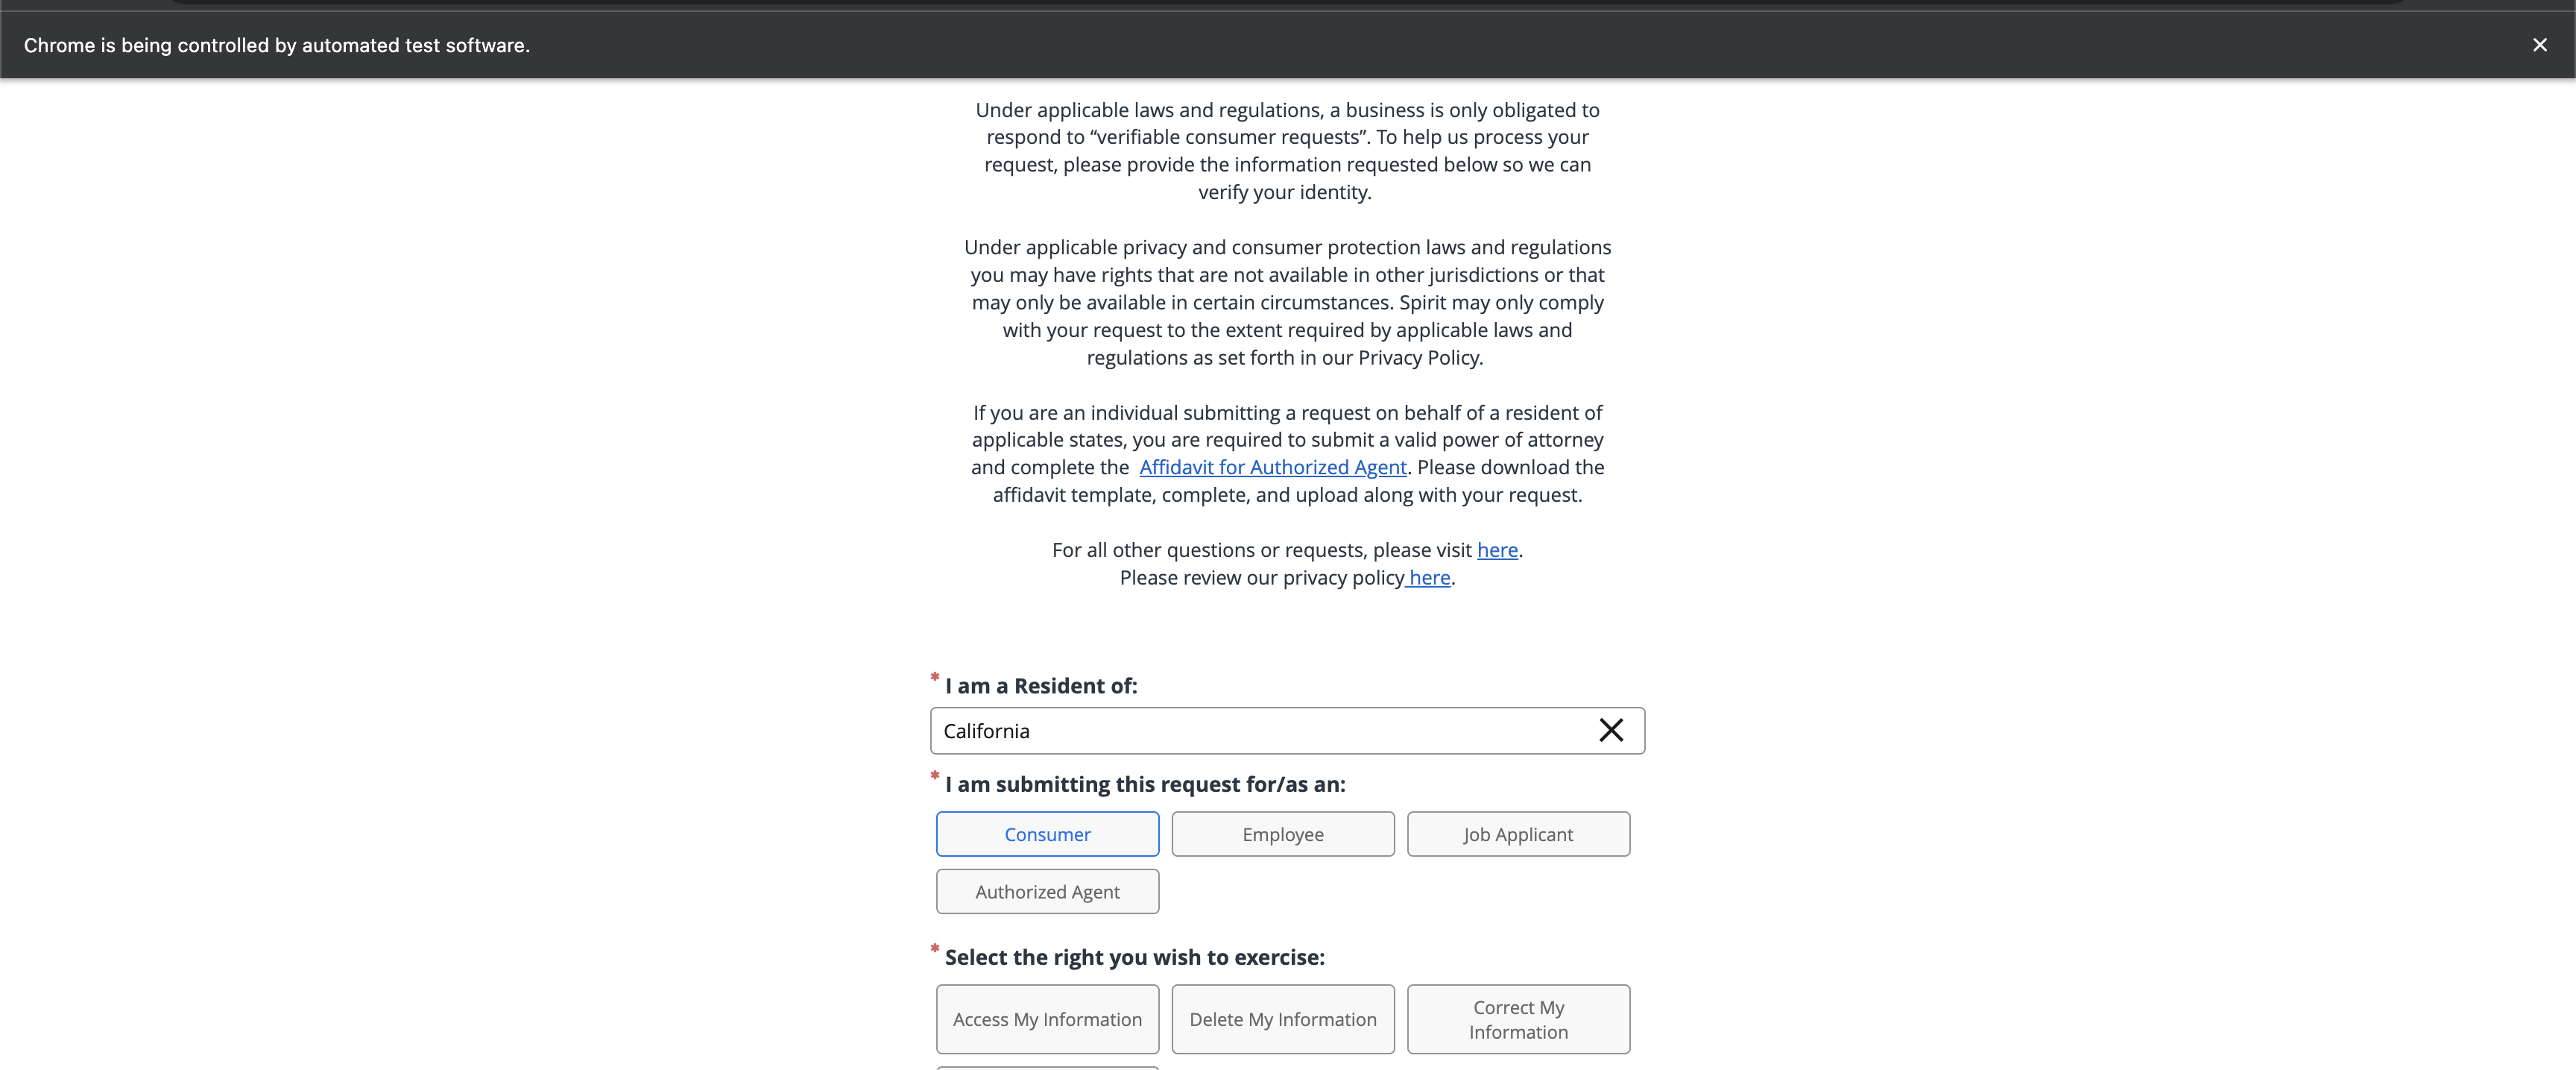 Chrome is being controlled by automated test software.
Under applicable laws and regulations, a business is only obligated to
respond to “verifiable consumer requests”. To help us process your
request, please provide the information requested below so we can
verify your identity.
Under applicable privacy and consumer protection laws and regulations
you may have rights that are not available in other jurisdictions or that
may only be available in certain circumstances. Spirit may only comply
with your request to the extent required by applicable laws and
regulations as set forth in our Privacy Policy.
If you are an individual submitting a request on behalf of a resident of
applicable states, you are required to submit a valid power of attorney
and complete the Affidavit for Authorized Agent. Please download the
affidavit template, complete, and upload along with your request.
For all other questions or requests, please visit here.
Please review our privacy policy here.
* I am a Resident of:
California
* I am submitting this request for/as an:
Consumer
Employee
Job Applicant
Authorized Agent
* Select the right you wish to exercise:
Access My Information
Delete My Information
Correct My
Information